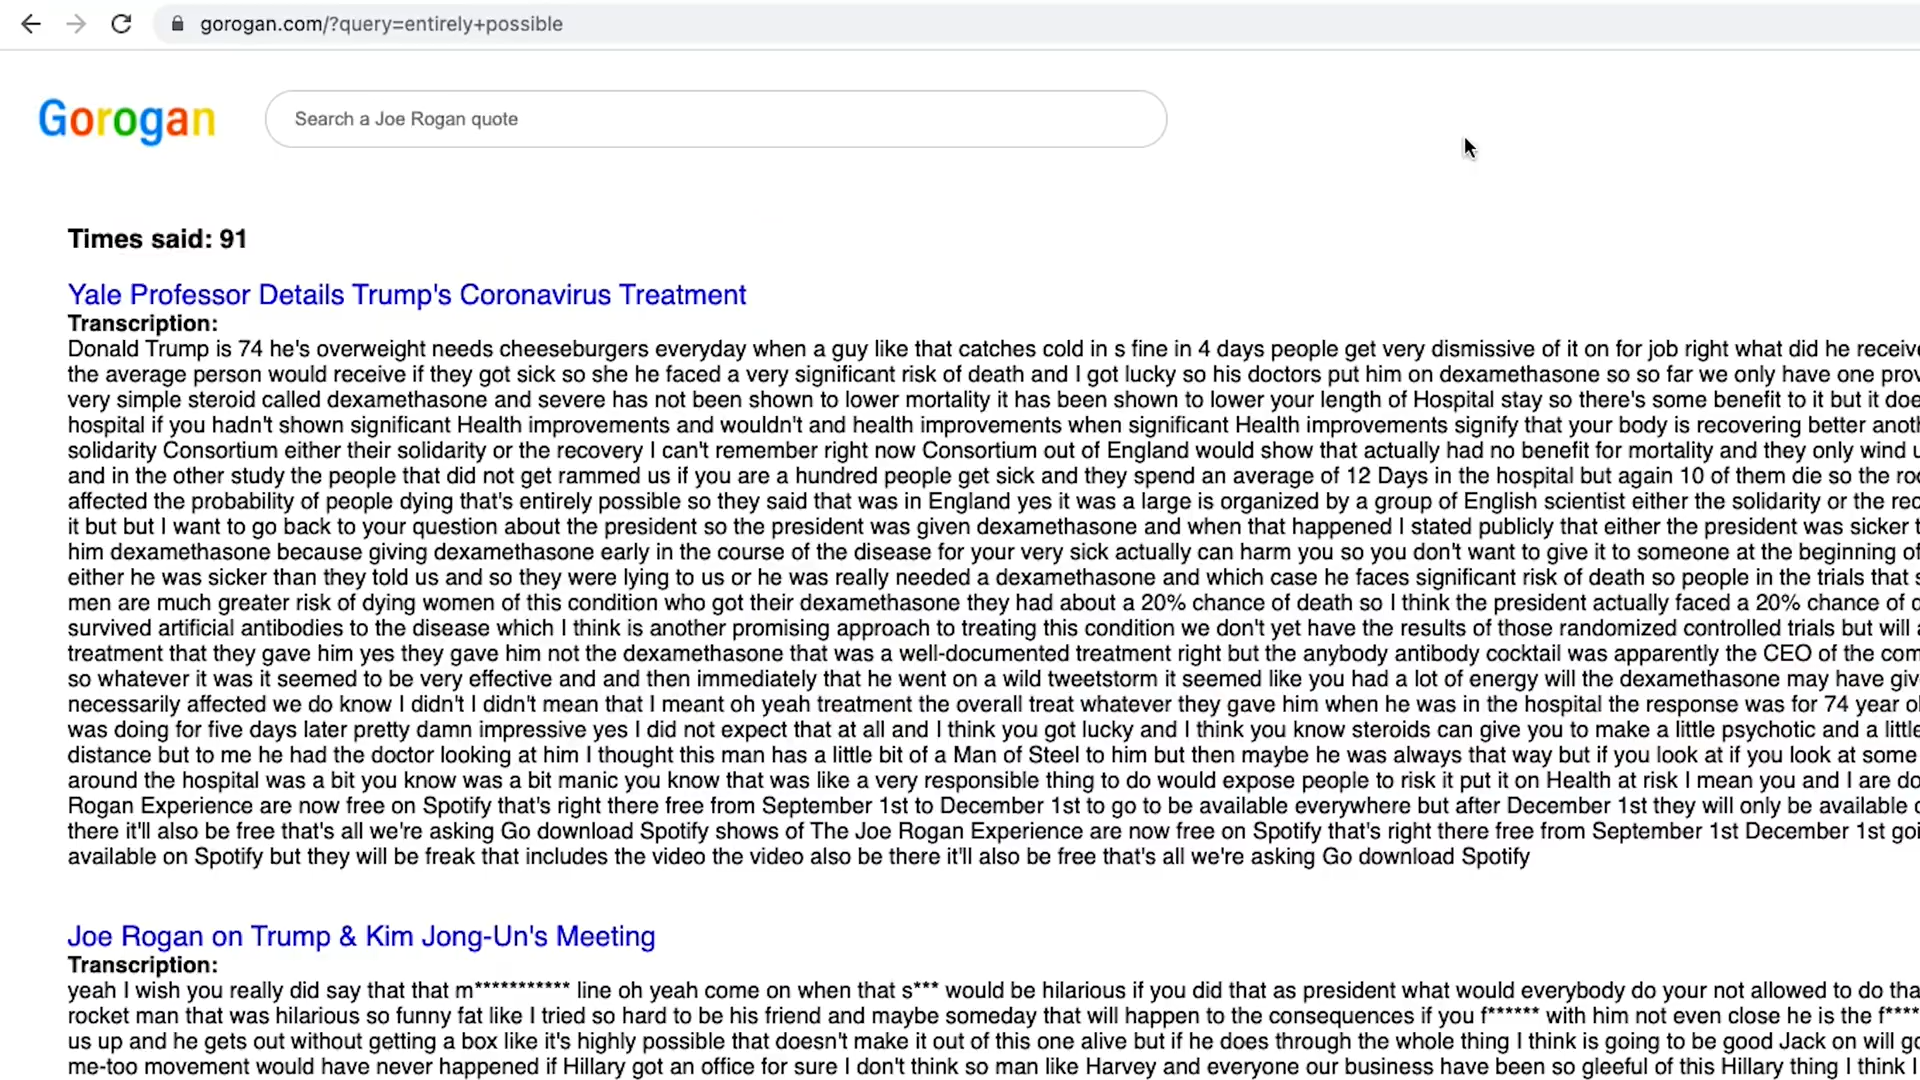 gorogan.com/?query=entirely+possible
Gorogan
Search a Joe Rogan quote
Times said: 91
Yale Professor Details Trump's Coronavirus Treatment
Transcription:
Donald Trump is 74 he's overweight needs cheeseburgers everyday when a guy like that catches cold in s fine in 4 days people get very dismissive of it on for job right what did he receive
the average person would receive if they got sick so she he faced a very significant risk of death and I got lucky so his doctors put him on dexamethasone so so far we only have one
very simple steroid called dexamethasone and severe has not been shown to lower mortality it has been shown to lower your length of Hospital stay so there's some benefit to it but it
hospital if you hadn't shown significant Health improvements and wouldn't and health improvements when significant Health improvements signify that your body is recovering better
solidarity Consortium either their solidarity or the recovery I can't remember right now Consortium out of England would show that actually had no benefit for mortality and they only wind
and in the other study the people that did not get rammed us if you are a hundred people get sick and they spend an average of 12 Days in the hospital but again 10 of them die so the
affected the probability of people dying that's entirely possible so they said that was in England yes it was a large is organized by a group of English scientist either the solidarity or the
it but but I want to go back to your question about the president so the president was given dexamethasone and when that happened I stated publicly that either the president was sicker
him dexamethasone because giving dexamethasone early in the course of the disease for your very sick actually can harm you so you don't want to give it to someone at the beginning of
either he was sicker than they told us and so they were lying to us or he was really needed a dexamethasone and which case he faces significant risk of death so people in the trials that
men are much greater risk of dying women of this condition who got their dexamethasone they had about a 20% chance of death so I think the president actually faced a 20% chance of
survived artificial antibodies to the disease which I think is another promising approach to treating this condition we don't yet have the results of those randomized controlled trials but will
treatment that they gave him yes they gave him not the dexamethasone that was a well-documented treatment right but the anybody antibody cocktail was apparently the CEO of the
so whatever it was it seemed to be very effective and and then immediately that he went on a wild tweetstorm it seemed like you had a lot of energy will the dexamethasone may have
necessarily affected we do know I didn't I didn't mean that I meant oh yeah treatment the overall treat whatever they gave him when he was in the hospital the response was for 74 year
was doing for five days later pretty damn impressive yes I did not expect that at all and I think you got lucky and I think you know steroids can give you to make a little psychotic and a little
distance but to me he had the doctor looking at him I thought this man has a little bit of a Man of Steel to him but then maybe he was always that way but if you look at if you look at some
around the hospital was a bit you know was a bit manic you know that was like a very responsible thing to do would expose people to risk it put it on Health at risk I mean you and I are
Rogan Experience are now free on Spotify that's right there free from September 1st to December 1st to go to be available everywhere but after December 1st they will only be available
there it'll also be free that's all we're asking Go download Spotify shows of The Joe Rogan Experience are now free on Spotify that's right there free from September 1st December 1st
available on Spotify but they will be freak that includes the video the video also be there it'll also be free that's all we're asking Go download Spotify
Joe Rogan on Trump & Kim Jong-Un's Meeting
Transcription:
yeah I wish you really did say that that m*********** line oh yeah come on when that s*** would be hilarious if you did that as president what would everybody do your not allowed to do
rocket man that was hilarious so funny fat like I tried so hard to be his friend and maybe someday that will happen to the consequences if you f****** with him not even close he is the f****
us up and he gets out without getting a box like it's highly possible that doesn't make it out of this one alive but if he does through the whole thing I think is going to be good Jack on will
me-too movement would have never happened if Hillary got an office for sure I don't think so man like Harvey and everyone our business have been so gleeful of this Hillary thing I think I